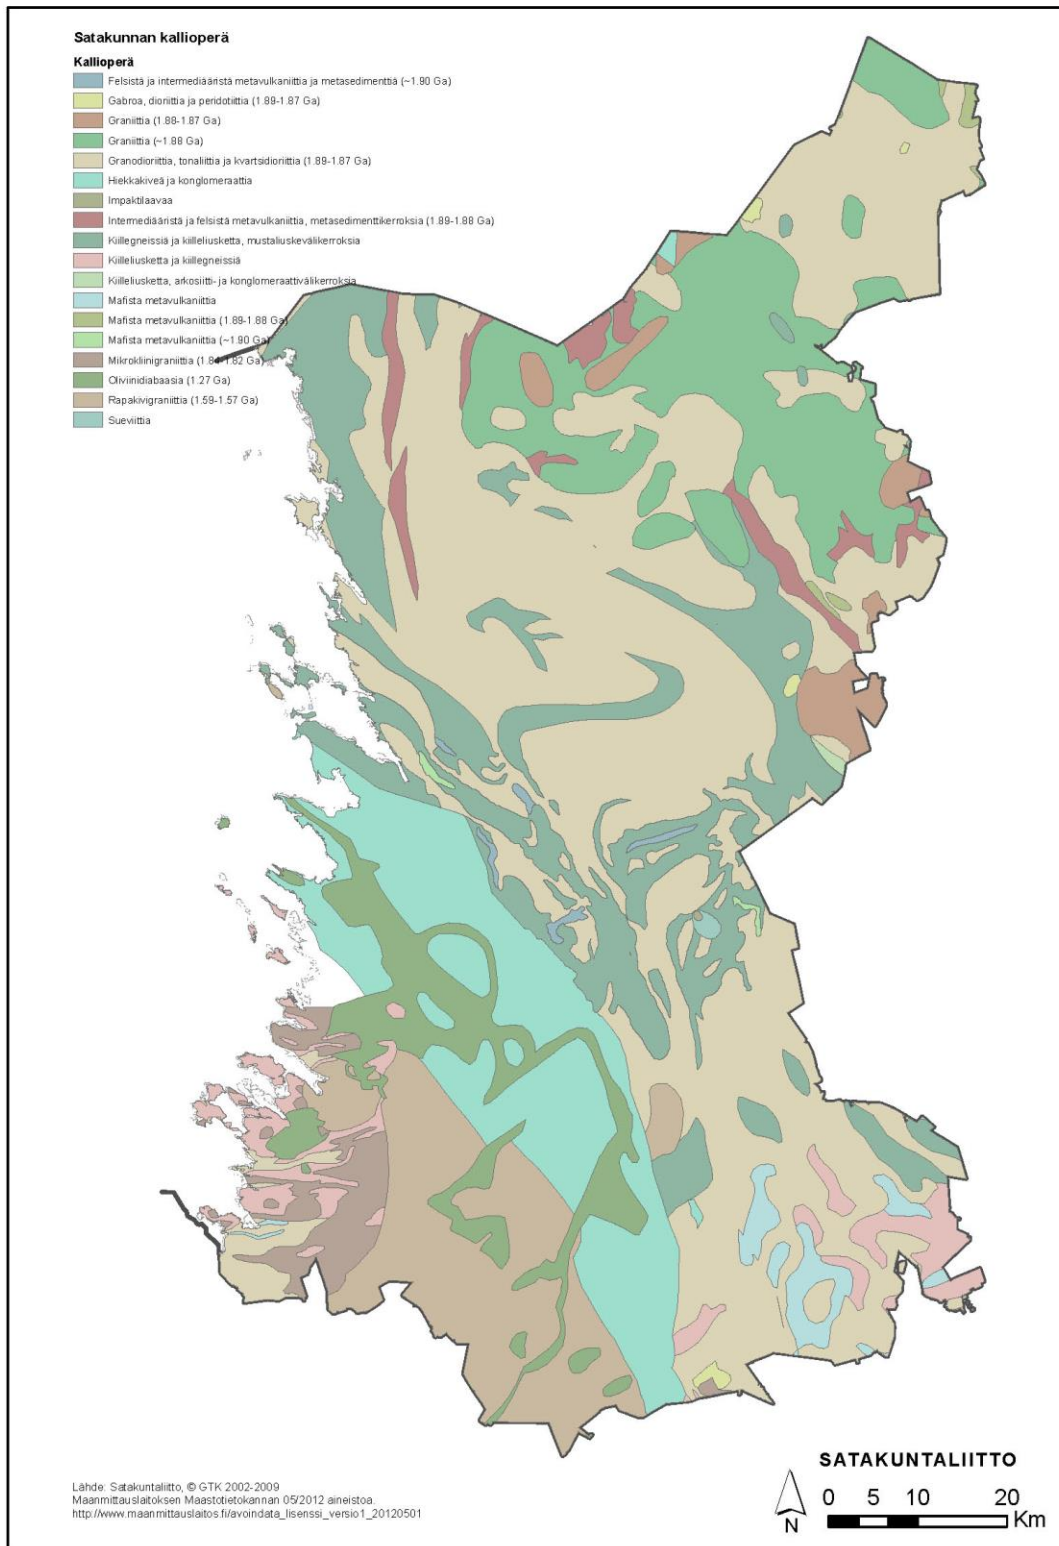 Satakunnan kallioperä
Kallioperä
Felsistä ja intermediääristä metavulkaniittia ja metasedimenttiä (~1.90 Ga)
Gabroa, dioriittia ja peridotiittia (1.89-1.87 Ga)
Graniittia (1.88-1.87 Ga)
Graniittia (~1.88 Ga)
Granodioriittia, tonaliittia ja kvartsidioriittia (1.89-1.87 Ga)
Hiekkakiveä ja konglomeraattia
Impaktilaavaa
Intermediääristä ja felsistä metavulkaniittia, metasedimenttikerroksia (1.89-1.88 Ga)
Kiillegneissiä ja kiilleliusketta, mustaliuskevälikerroksia
Kiilleliusketta ja kiillegneissiä
Kiilleliusketta, arkosiitti- ja konglomeraattivälikerroksia
Mafista metavulkaniittia
Mafista metavulkaniittia (1.89-1.88 Ga)
Mafista metavulkaniittia (~1.90 Ga)
Mikrokliinigraniittia (1.84-1.82 Ga)
Oliviinidiabaasia (1.27 Ga)
Rapakivigraniittia (1.59-1.57 Ga)
Sueviittia
Lähde: Satakuntaliitto, © GTK 2002-2009
Maanmittauslaitoksen Maastotietokannan 05/2012 aineistoa.
http://www.maanmittauslaitos.fi/avoindata_lisenssi_versio1_20120501
SATAKUNTALIITTO
0 5 10 20
Km
N